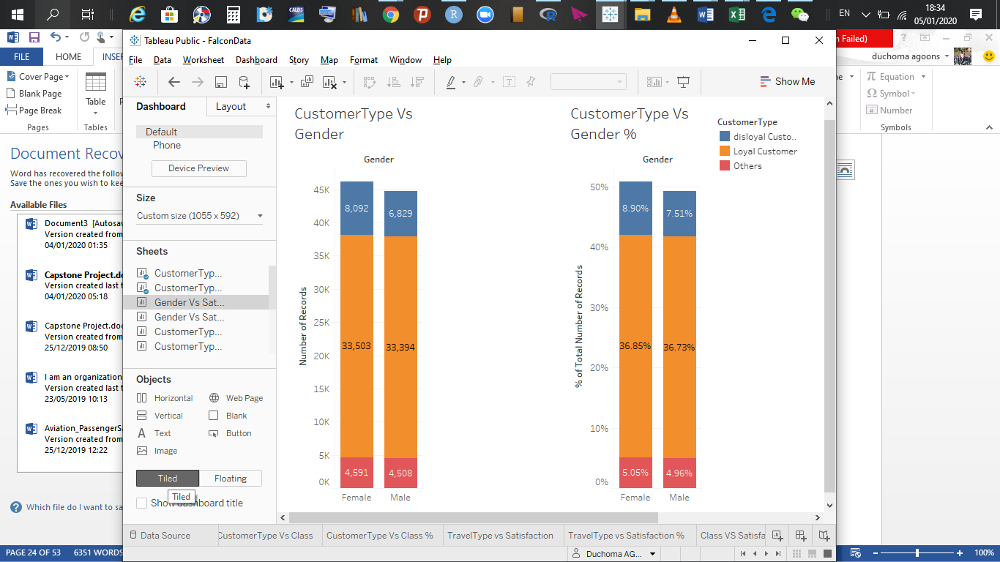 EN
18:34
05/01/2020
CALD3
Tableau Public - FalconData
File Data Worksheet Dashboard Story Map Format Window Help
Show Me
FILE HOME INSE
Cover Page
Blank Page
Page Break
Pages
Table
Tables
Failed)
duchoma agoons
Equation
Symbol
Number
Symbols
Document Recov
Word has recovered the follow
Save the ones you wish to kee
Available Files
Document3 [Autosav
Version created from
04/01/2020 01:35
Capstone Project.do
Version created last t
04/01/2020 05:18
Capstone Project.doc
Version created from
25/12/2019 08:50
I am an organization
Version created last t
23/05/2019 10:13
Aviation_PassengerSa
Version created from
25/12/2019 12:22
Which file do I want to sa
PAGE 24 OF 53 6351 WORDS
100%
Dashboard Layout
Default
Phone
Device Preview
Size
Custom size (1055 x 592)
Sheets
CustomerTyp...
CustomerTyp...
Gender Vs Sat...
Gender Vs Sat...
CustomerTyp...
CustomerTyp...
Objects
Horizontal Web Page
Vertical Blank
Text Button
Image
Tiled Floating
Tiled
Show dashboard title
CustomerType Vs
Gender
Gender
Number of Records
45K
40K
35K
30K
25K
20K
15K
10K
5K
0K
8,092 6,829
33,503 33,394
4,591 4,508
Female Male
CustomerType Vs
Gender %
Gender
% of Total Number of Records
50%
40%
30%
20%
10%
0%
8.90% 7.51%
36.85% 36.73%
5.05% 4.96%
Female Male
CustomerType
disloyal Custo..
Loyal Customer
Others
Data Source CustomerType Vs Class CustomerType Vs Class % TravelType vs Satisfaction TravelType vs Satisfaction % Class VS Satisfa
Duchoma AG...